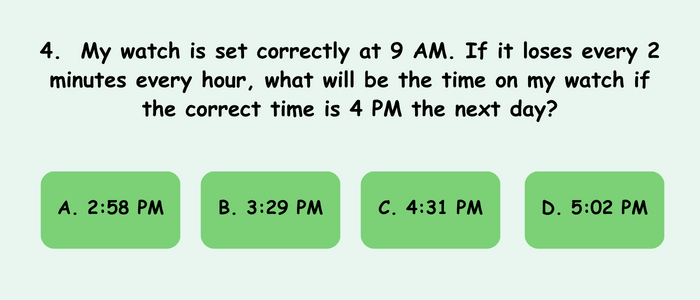 4. My watch is set correctly at 9 AM. If it loses every 2
minutes every hour, what will be the time on my watch if
the correct time is 4 PM the next day?
A. 2:58 PM
B. 3:29 PM
C. 4:31 PM
D. 5:02 PM